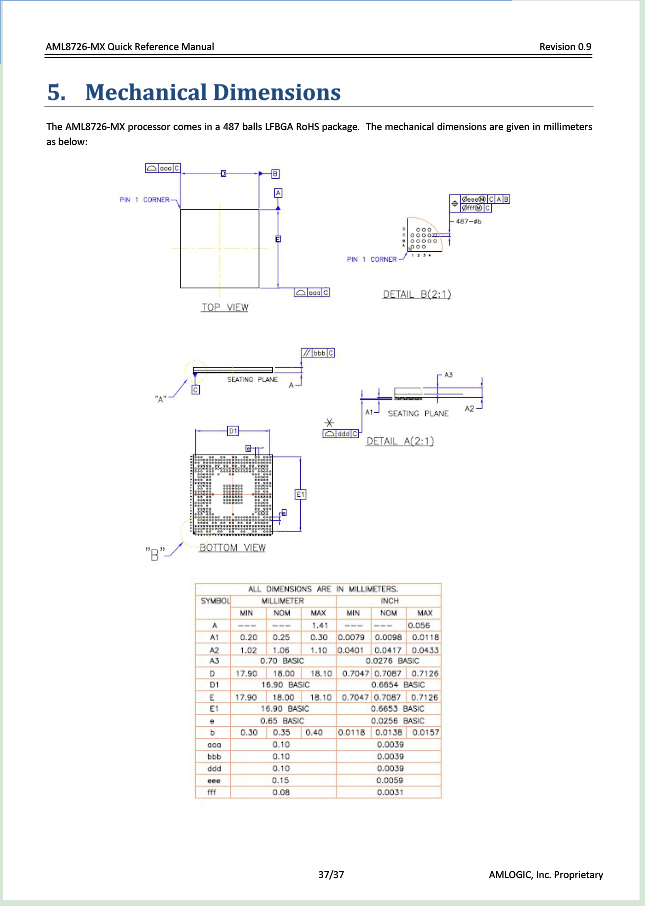 AML8726-MX Quick Reference Manual Revision 0.9
5. Mechanical Dimensions
The AML8726-MX processor comes in a 487 balls LFBGA RoHS package. The mechanical dimensions are given in millimeters
as below:
aaa C
D
B
A
PIN 1 CORNER
E
aaa C
TOP VIEW
Øeee Ⓜ C A B
Øfff Ⓜ C
487-Øb
D
C
B
A
1 2 3 4
PIN 1 CORNER
DETAIL B(2:1)
// bbb C
SEATING PLANE
A
C
"A"
A3
A1
SEATING PLANE
A2
ddd C
DETAIL A(2:1)
D1
e
E1
e
"B"
BOTTOM VIEW
ALL DIMENSIONS ARE IN MILLIMETERS.
SYMBOL MILLIMETER INCH
MIN NOM MAX MIN NOM MAX
A --- --- 1.41 --- --- 0.056
A1 0.20 0.25 0.30 0.0079 0.0098 0.0118
A2 1.02 1.06 1.10 0.0401 0.0417 0.0433
A3 0.70 BASIC 0.0276 BASIC
D 17.90 18.00 18.10 0.7047 0.7087 0.7126
D1 16.90 BASIC 0.6654 BASIC
E 17.90 18.00 18.10 0.7047 0.7087 0.7126
E1 16.90 BASIC 0.6653 BASIC
e 0.65 BASIC 0.0256 BASIC
b 0.30 0.35 0.40 0.0118 0.0138 0.0157
aaa 0.10 0.0039
bbb 0.10 0.0039
ddd 0.10 0.0039
eee 0.15 0.0059
fff 0.08 0.0031
37/37 AMLOGIC, Inc. Proprietary